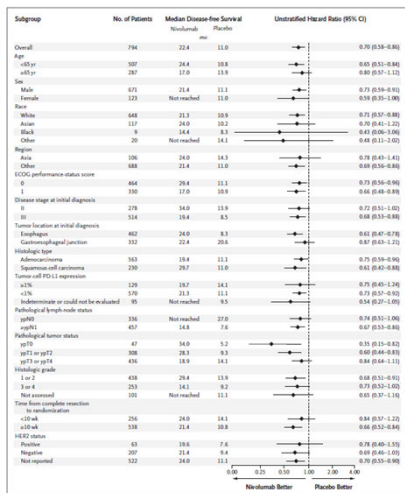 Subgroup No. of Patients Median Disease-free Survival Unstratified Hazard Ratio (95% CI)
Nivolumab Placebo
mo
Overall 794 22.4 11.0 0.70 (0.58–0.86)
Age
<65 yr 507 24.4 10.8 0.65 (0.51–0.84)
≥65 yr 287 17.0 13.9 0.80 (0.57–1.12)
Sex
Male 671 21.4 11.1 0.73 (0.59–0.91)
Female 123 Not reached 11.0 0.59 (0.35–1.00)
Race
White 648 21.3 10.9 0.71 (0.57–0.88)
Asian 117 24.0 10.2 0.70 (0.41–1.22)
Black 9 14.4 8.3 0.43 (0.06–3.06)
Other 20 Not reached 14.1 0.48 (0.11–2.02)
Region
Asia 106 24.0 14.3 0.78 (0.43–1.41)
Other 688 21.4 11.0 0.69 (0.56–0.86)
ECOG performance-status score
0 464 29.4 11.1 0.73 (0.56–0.96)
1 330 17.0 10.9 0.66 (0.48–0.89)
Disease stage at initial diagnosis
II 278 34.0 13.9 0.72 (0.51–1.02)
III 514 19.4 8.5 0.68 (0.53–0.88)
Tumor location at initial diagnosis
Esophagus 462 24.0 8.3 0.61 (0.47–0.78)
Gastroesophageal junction 332 22.4 20.6 0.87 (0.63–1.21)
Histologic type
Adenocarcinoma 563 19.4 11.1 0.75 (0.59–0.96)
Squamous-cell carcinoma 230 29.7 11.0 0.61 (0.42–0.88)
Tumor-cell PD-L1 expression
≥1% 129 19.7 14.1 0.75 (0.45–1.24)
<1% 570 21.3 11.1 0.73 (0.57–0.92)
Indeterminate or could not be evaluated 95 Not reached 9.5 0.54 (0.27–1.05)
Pathological lymph-node status
ypN0 336 Not reached 27.0 0.74 (0.51–1.06)
≥ypN1 457 14.8 7.6 0.67 (0.53–0.86)
Pathological tumor status
ypT0 47 34.0 5.2 0.35 (0.15–0.82)
ypT1 or ypT2 308 28.3 9.3 0.60 (0.44–0.83)
ypT3 or ypT4 436 18.9 14.1 0.84 (0.64–1.11)
Histologic grade
1 or 2 438 29.4 13.9 0.68 (0.51–0.91)
3 or 4 253 14.1 9.2 0.73 (0.52–1.02)
Not assessed 101 Not reached 11.1 0.65 (0.37–1.16)
Time from complete resection
to randomization
<10 wk 256 24.0 14.1 0.84 (0.57–1.22)
≥10 wk 538 21.4 10.8 0.66 (0.52–0.84)
HER2 status
Positive 63 19.6 7.6 0.78 (0.40–1.55)
Negative 207 21.4 9.4 0.69 (0.46–1.03)
Not reported 522 24.0 11.1 0.70 (0.55–0.90)
0.00 0.25 0.50 1.00 2.00 4.00
Nivolumab Better Placebo Better